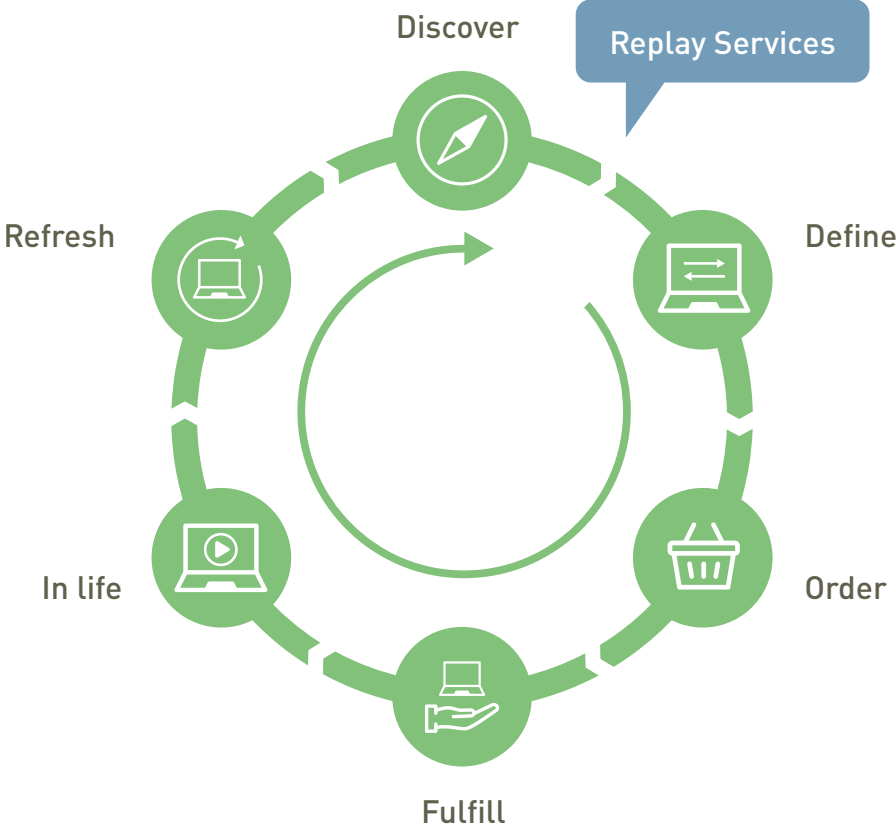 Discover
Replay Services
Define
Order
Fulfill
In life
Refresh